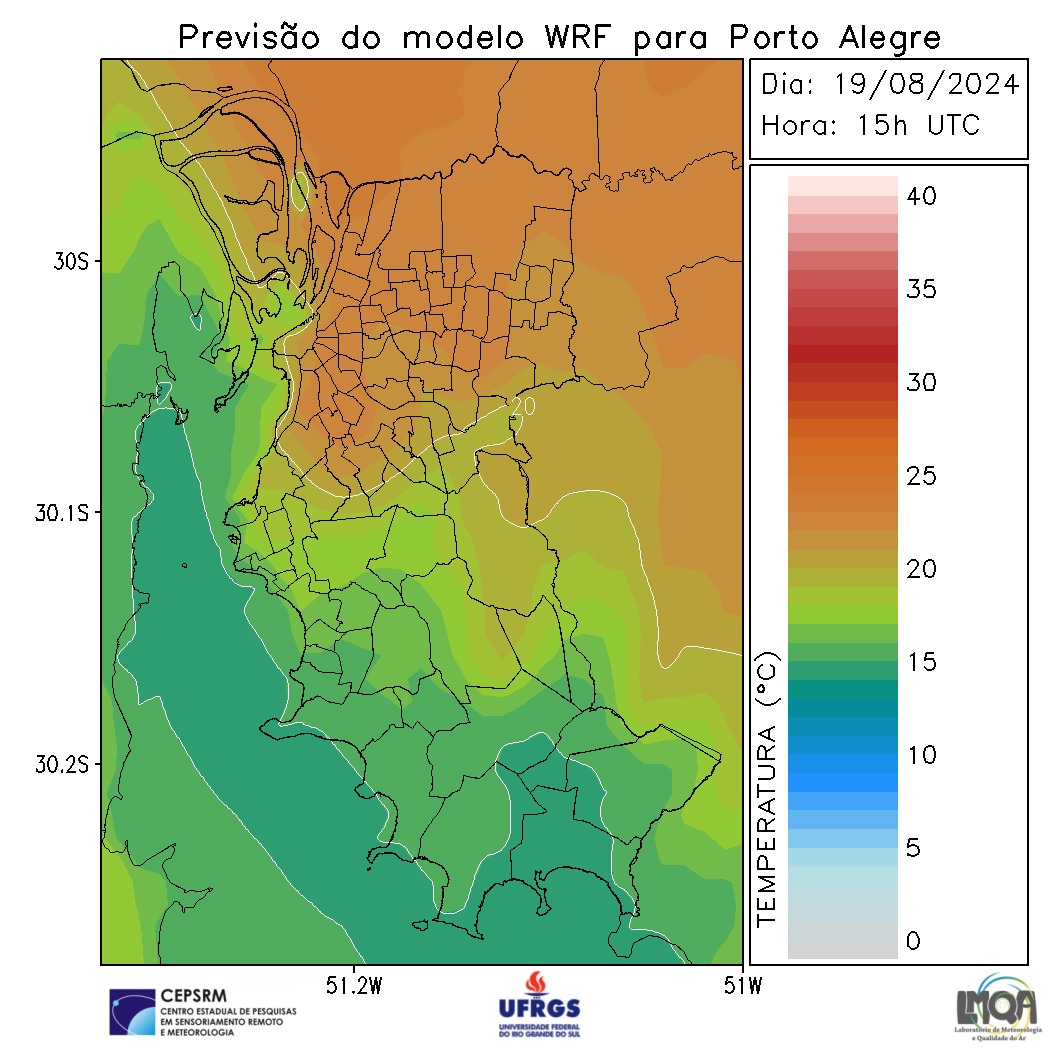 Previsão do modelo WRF para Porto Alegre
Dia: 19/08/2024
Hora: 15h UTC
30S
30.1S
30.2S
51.2W
51W
20
TEMPERATURA (°C)
40
35
30
25
20
15
10
5
0
CEPSRM
CENTRO ESTADUAL DE PESQUISAS
EM SENSORIAMENTO REMOTO
E METEOROLOGIA
UFRGS
UNIVERSIDADE FEDERAL
DO RIO GRANDE DO SUL
LMQA
Laboratório de Meteorologia
e Qualidade do Ar